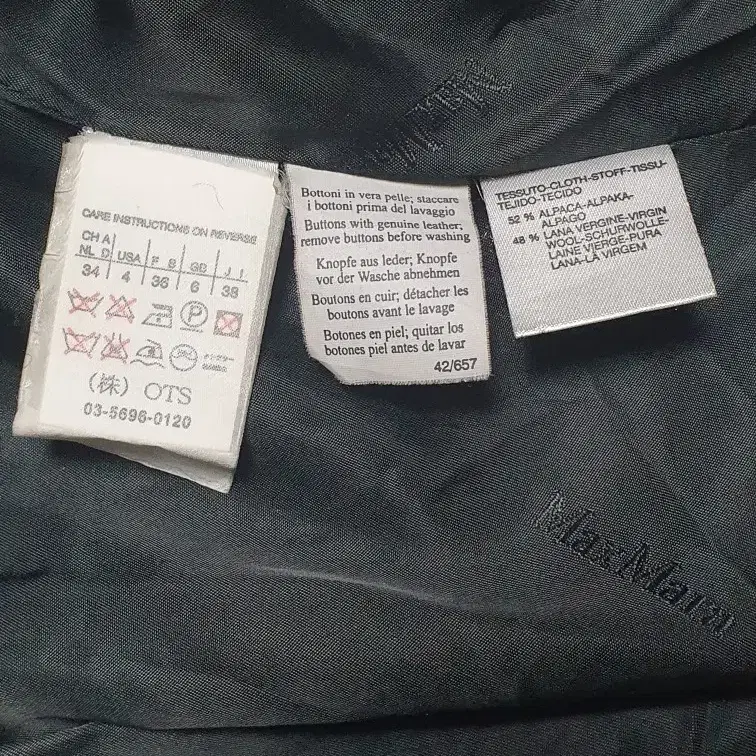 MaxMara
CARE INSTRUCTIONS ON REVERSE
CH A
NL D USA F B GB J I
34 4 36 6 38
P
(株) OTS
03-5696-0120
Bottoni in vera pelle; staccare
i bottoni prima del lavaggio
Buttons with genuine leather;
remove buttons before washing
Knopfe aus leder; Knopfe
vor der Wasche abnehmen
Boutons en cuir; détacher les
boutons avant le lavage
Botones en piel; quitar los
botones piel antes de lavar
42/657
TESSUTO-CLOTH-STOFF-TISSU-
TEJIDO-TECIDO
52 % ALPACA-ALPAKA-
ALPAGO
48 % LANA VERGINE-VIRGIN
WOOL-SCHURWOLLE-
LAINE VIERGE-PURA
LANA-LÃ VIRGEM
MaxMara